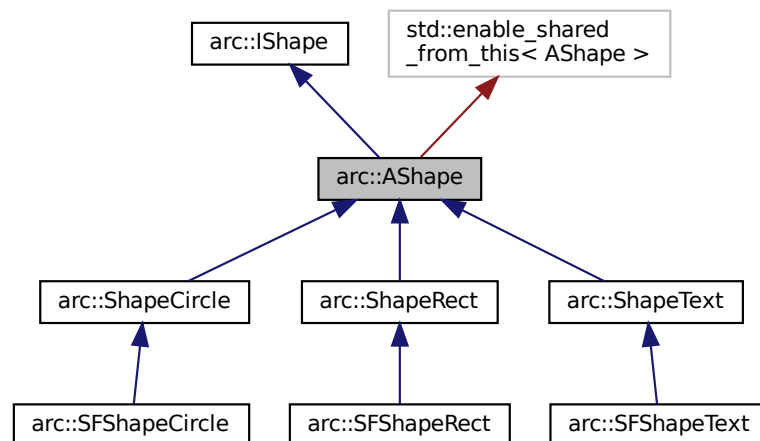 arc::IShape
std::enable_shared
_from_this< AShape >
arc::AShape
arc::ShapeCircle
arc::ShapeRect
arc::ShapeText
arc::SFShapeCircle
arc::SFShapeRect
arc::SFShapeText